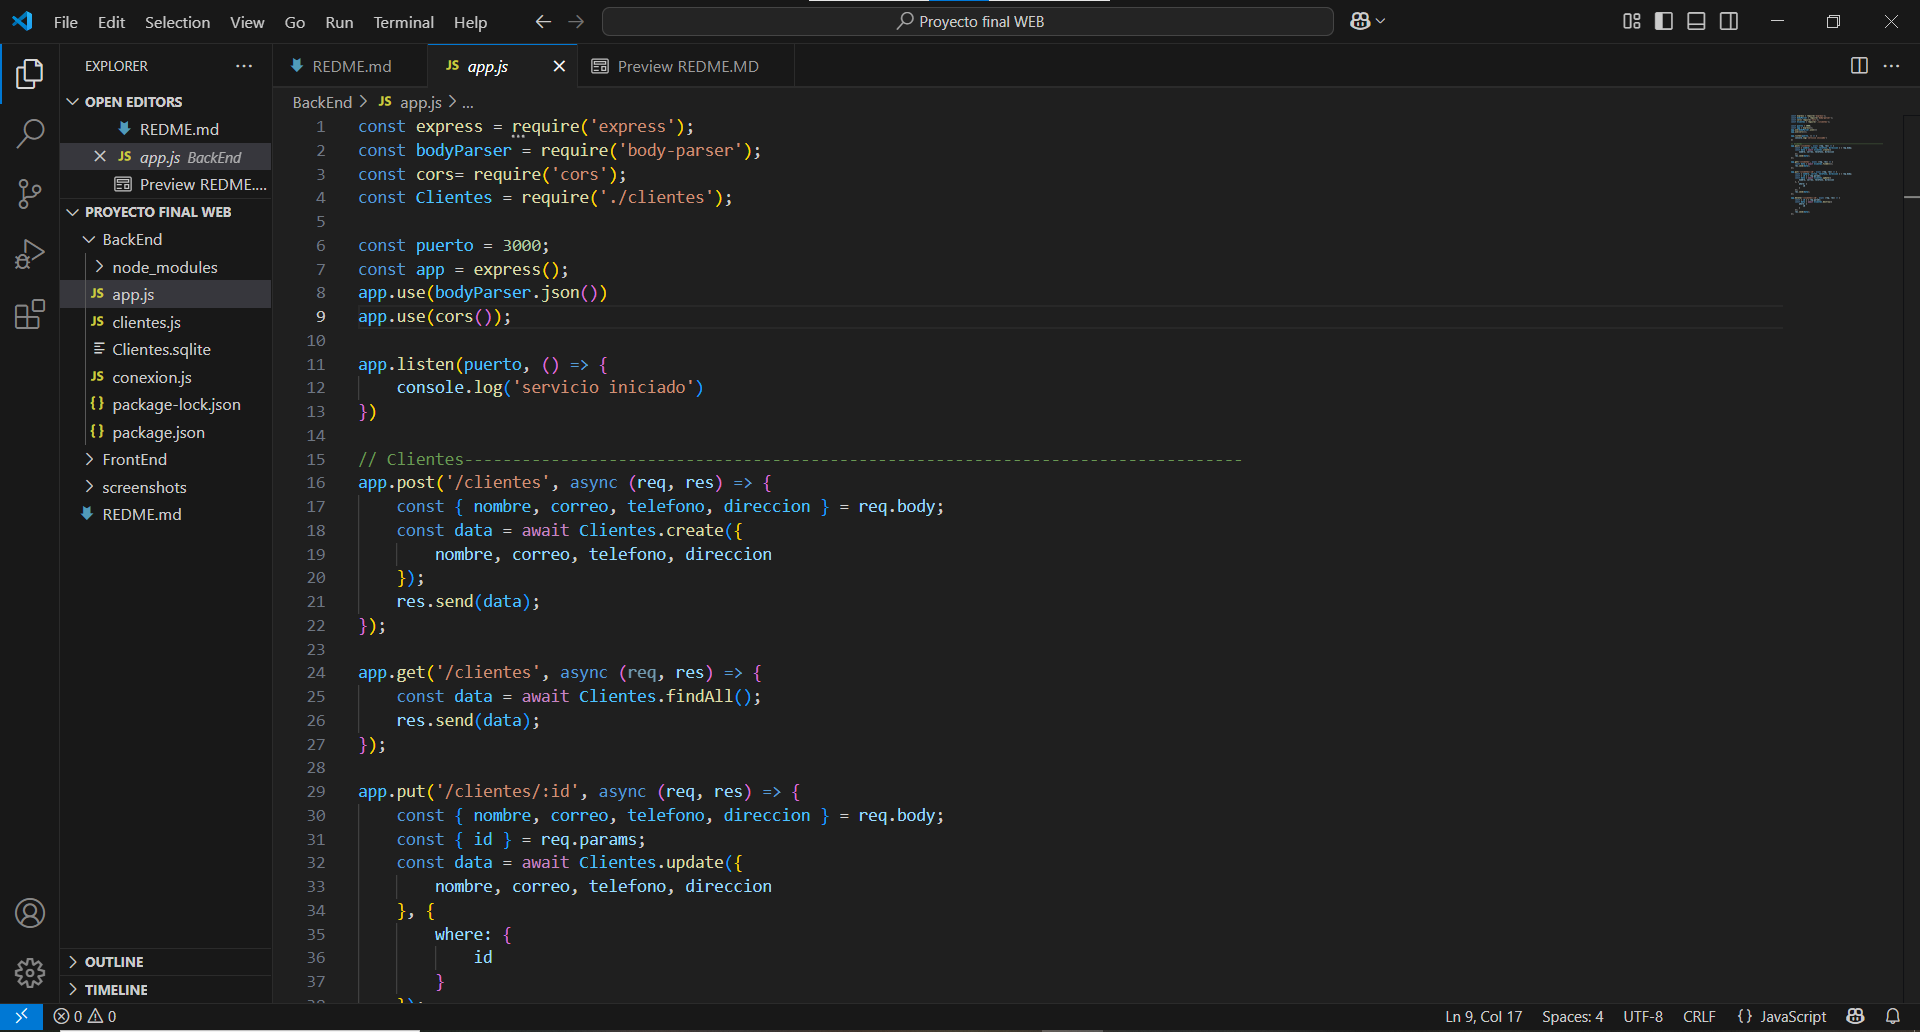 File Edit Selection View Go Run Terminal Help
Proyecto final WEB
EXPLORER
OPEN EDITORS
REDME.md
app.js BackEnd
Preview REDME....
PROYECTO FINAL WEB
BackEnd
node_modules
app.js
clientes.js
Clientes.sqlite
conexion.js
package-lock.json
package.json
FrontEnd
screenshots
REDME.md
OUTLINE
TIMELINE
REDME.md
JS app.js
Preview REDME.MD
BackEnd > JS app.js > ...
1 const express = require('express');
2 const bodyParser = require('body-parser');
3 const cors= require('cors');
4 const Clientes = require('./clientes');
5
6 const puerto = 3000;
7 const app = express();
8 app.use(bodyParser.json())
9 app.use(cors());
10
11 app.listen(puerto, () => {
12 console.log('servicio iniciado')
13 })
14
15 // Clientes---------------------------------------------------------------------------------
16 app.post('/clientes', async (req, res) => {
17 const { nombre, correo, telefono, direccion } = req.body;
18 const data = await Clientes.create({
19 nombre, correo, telefono, direccion
20 });
21 res.send(data);
22 });
23
24 app.get('/clientes', async (req, res) => {
25 const data = await Clientes.findAll();
26 res.send(data);
27 });
28
29 app.put('/clientes/:id', async (req, res) => {
30 const { nombre, correo, telefono, direccion } = req.body;
31 const { id } = req.params;
32 const data = await Clientes.update({
33 nombre, correo, telefono, direccion
34 }, {
35 where: {
36 id
37 }
0 0
Ln 9, Col 17 Spaces: 4 UTF-8 CRLF {} JavaScript